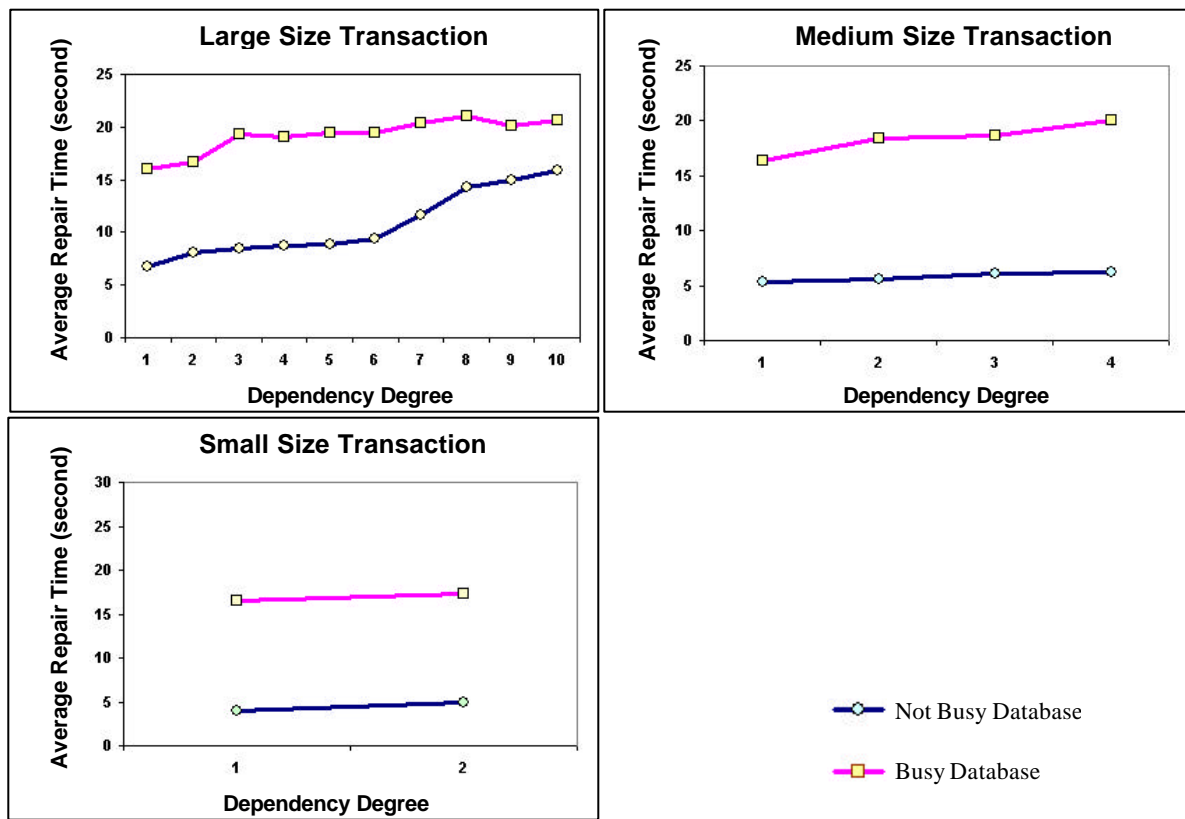 Large Size Transaction
Average Repair Time (second)
25
20
15
10
5
0
1 2 3 4 5 6 7 8 9 10
Dependency Degree
Medium Size Transaction
Average Repair Time (second)
25
20
15
10
5
0
1 2 3 4
Dependency Degree
Small Size Transaction
Average Repair Time (second)
30
25
20
15
10
5
0
1 2
Dependency Degree
Not Busy Database
Busy Database